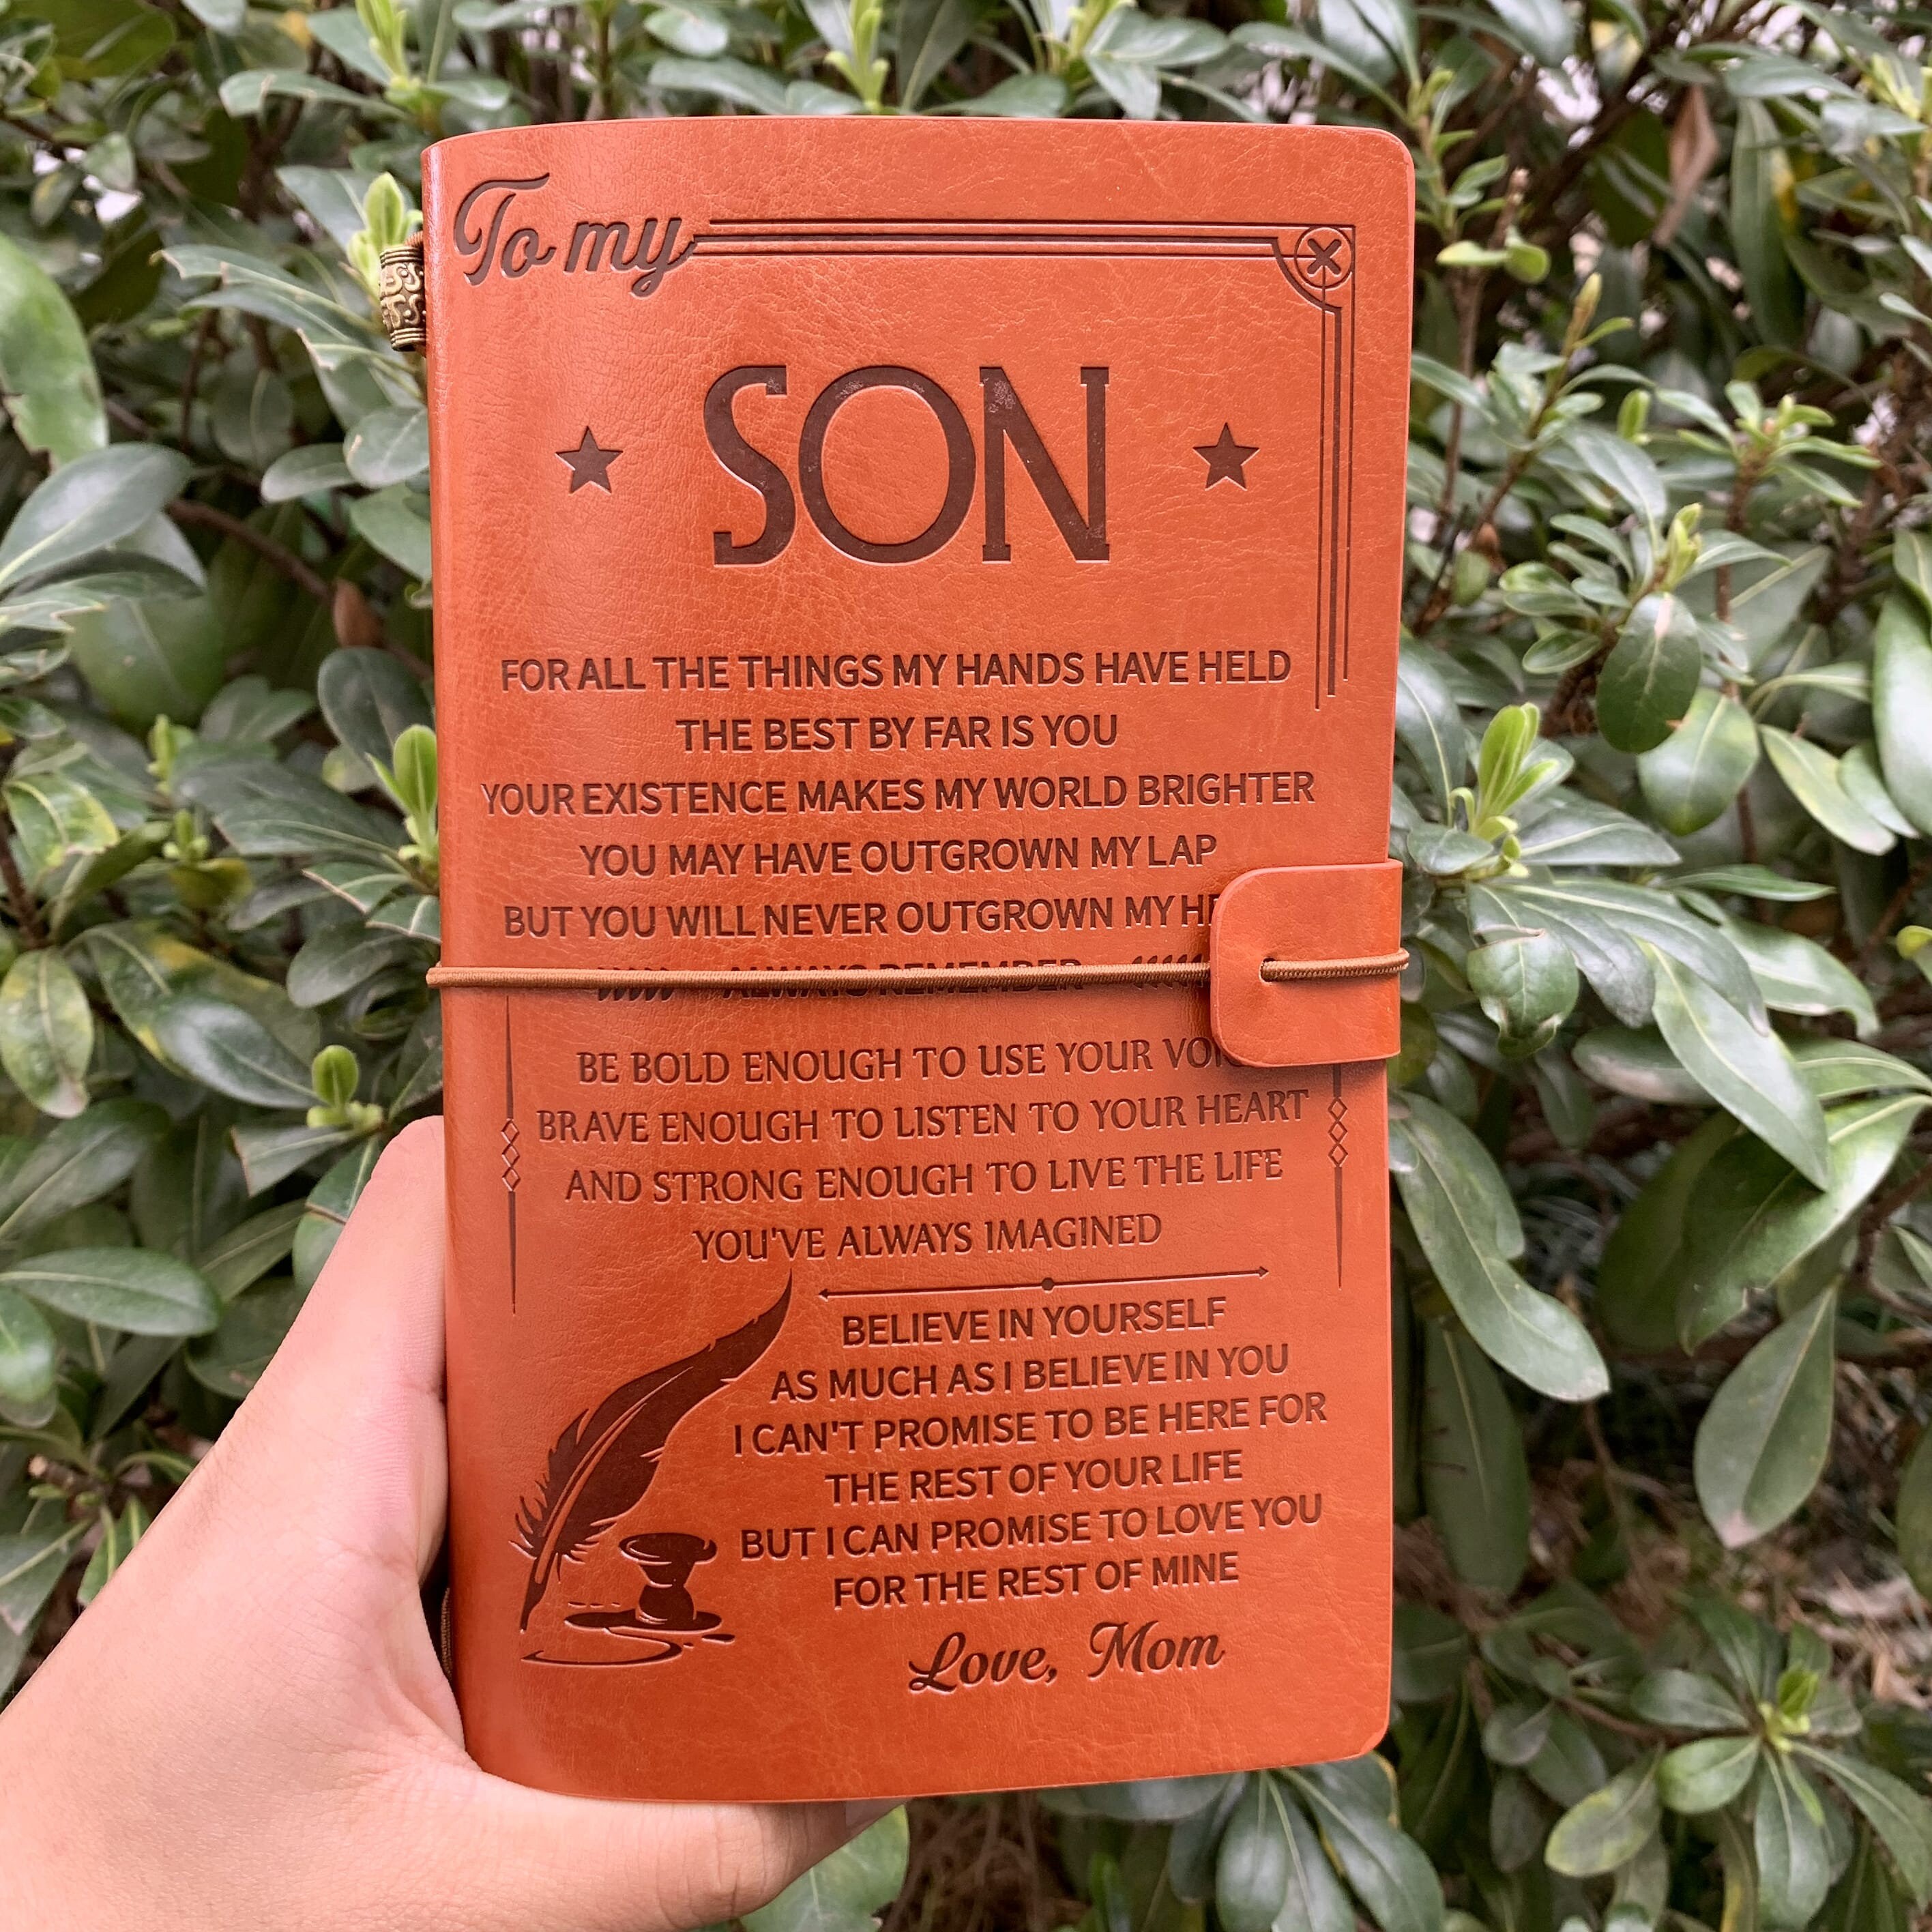 To my
SON
FOR ALL THE THINGS MY HANDS HAVE HELD
THE BEST BY FAR IS YOU
YOUR EXISTENCE MAKES MY WORLD BRIGHTER
YOU MAY HAVE OUTGROWN MY LAP
BUT YOU WILL NEVER OUTGROWN MY
ALWAYS REMEMBER
BE BOLD ENOUGH TO USE YOUR
BRAVE ENOUGH TO LISTEN TO YOUR HEART
AND STRONG ENOUGH TO LIVE THE LIFE
YOU'VE ALWAYS IMAGINED
BELIEVE IN YOURSELF
AS MUCH AS I BELIEVE IN YOU
I CAN'T PROMISE TO BE HERE FOR
THE REST OF YOUR LIFE
BUT I CAN PROMISE TO LOVE YOU
FOR THE REST OF MINE
Love, Mom